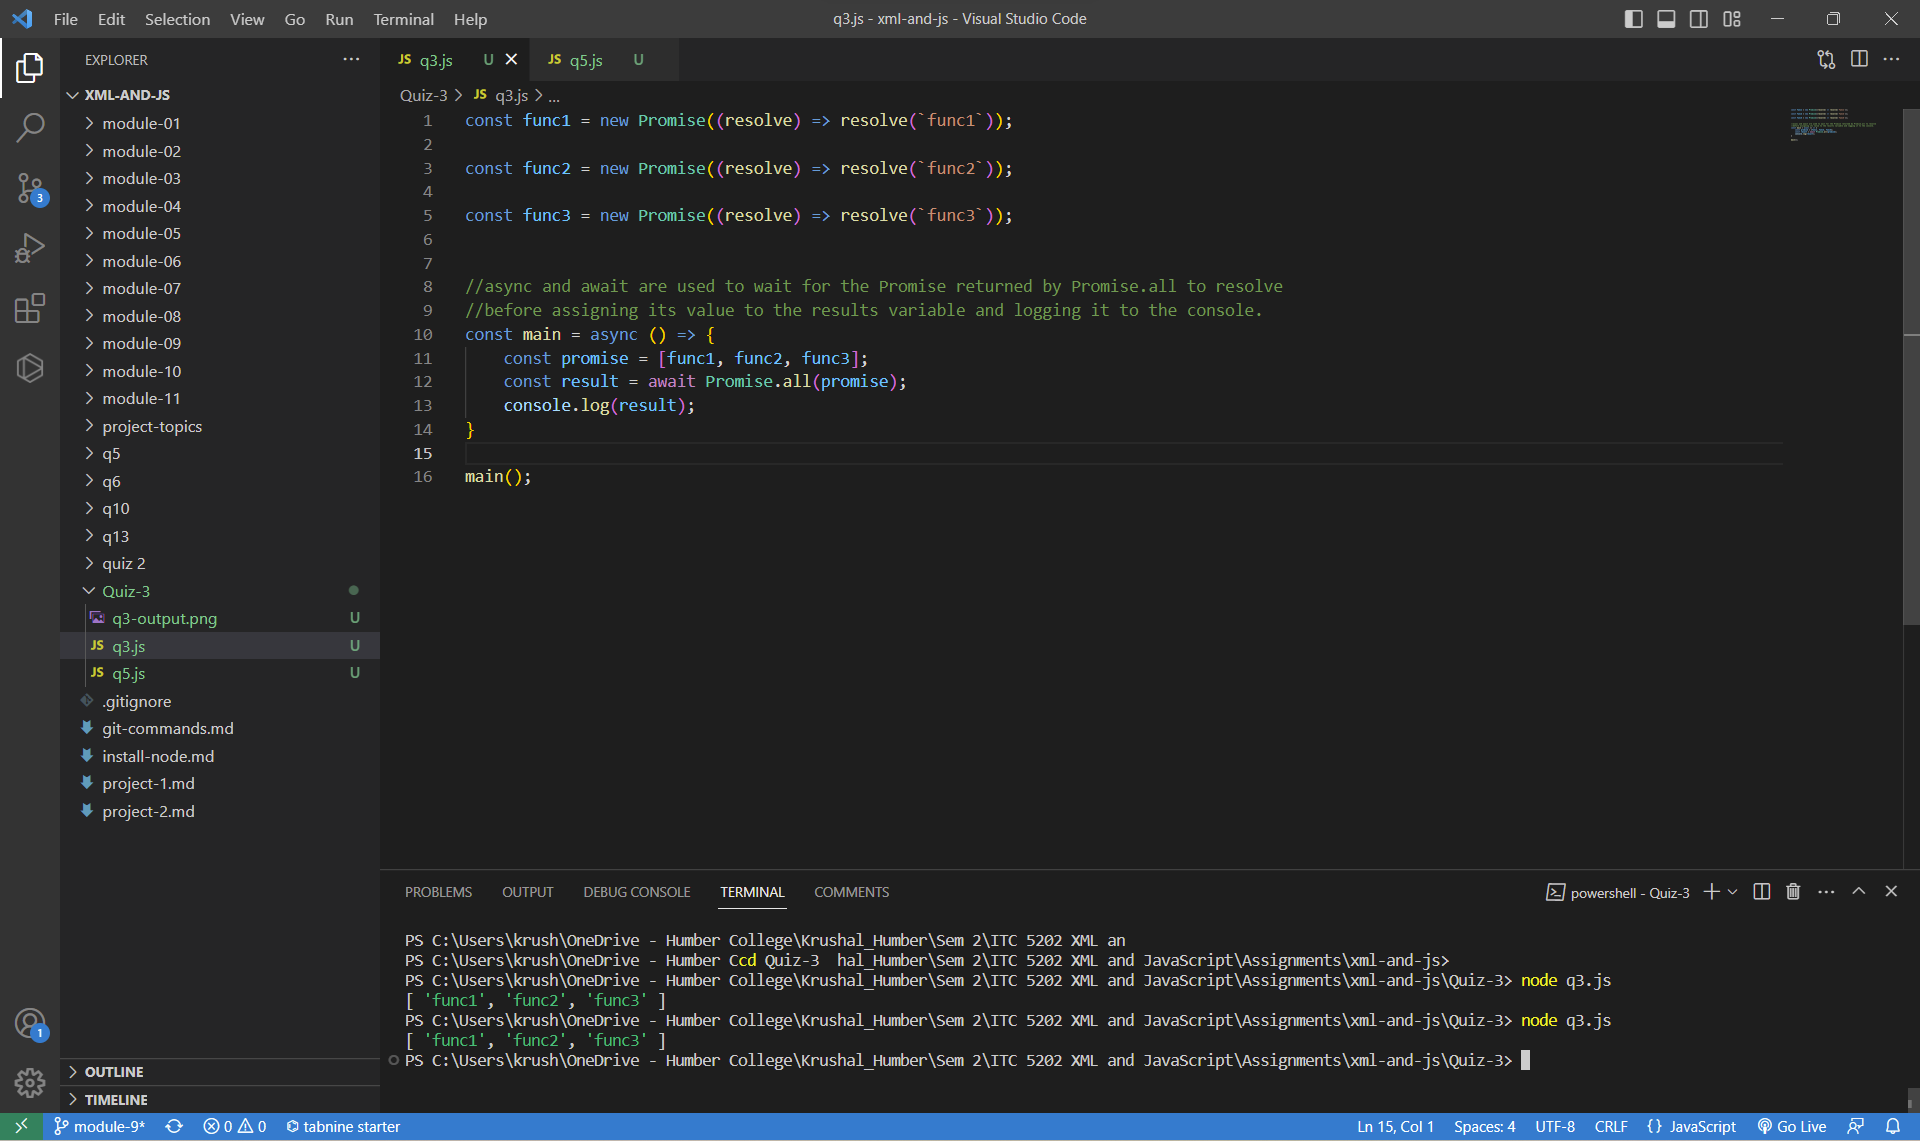 File Edit Selection View Go Run Terminal Help
q3.js - xml-and-js - Visual Studio Code
EXPLORER
XML-AND-JS
module-01
module-02
module-03
module-04
module-05
module-06
module-07
module-08
module-09
module-10
module-11
project-topics
q5
q6
q10
q13
quiz 2
Quiz-3
q3-output.png U
JS q3.js U
JS q5.js U
.gitignore
git-commands.md
install-node.md
project-1.md
project-2.md
OUTLINE
TIMELINE
3
1
JS q3.js U
JS q5.js U
Quiz-3 > JS q3.js > ...
1 const func1 = new Promise((resolve) => resolve(`func1`));
2
3 const func2 = new Promise((resolve) => resolve(`func2`));
4
5 const func3 = new Promise((resolve) => resolve(`func3`));
6
7
8 //async and await are used to wait for the Promise returned by Promise.all to resolve
9 //before assigning its value to the results variable and logging it to the console.
10 const main = async () => {
11 const promise = [func1, func2, func3];
12 const result = await Promise.all(promise);
13 console.log(result);
14 }
15
16 main();
PROBLEMS OUTPUT DEBUG CONSOLE TERMINAL COMMENTS
powershell - Quiz-3
PS C:\Users\krush\OneDrive - Humber College\Krushal_Humber\Sem 2\ITC 5202 XML an
PS C:\Users\krush\OneDrive - Humber Ccd Quiz-3  hal_Humber\Sem 2\ITC 5202 XML and JavaScript\Assignments\xml-and-js>
PS C:\Users\krush\OneDrive - Humber College\Krushal_Humber\Sem 2\ITC 5202 XML and JavaScript\Assignments\xml-and-js\Quiz-3> node q3.js
[ 'func1', 'func2', 'func3' ]
PS C:\Users\krush\OneDrive - Humber College\Krushal_Humber\Sem 2\ITC 5202 XML and JavaScript\Assignments\xml-and-js\Quiz-3> node q3.js
[ 'func1', 'func2', 'func3' ]
PS C:\Users\krush\OneDrive - Humber College\Krushal_Humber\Sem 2\ITC 5202 XML and JavaScript\Assignments\xml-and-js\Quiz-3>
module-9* 0 0 tabnine starter
Ln 15, Col 1 Spaces: 4 UTF-8 CRLF {} JavaScript Go Live